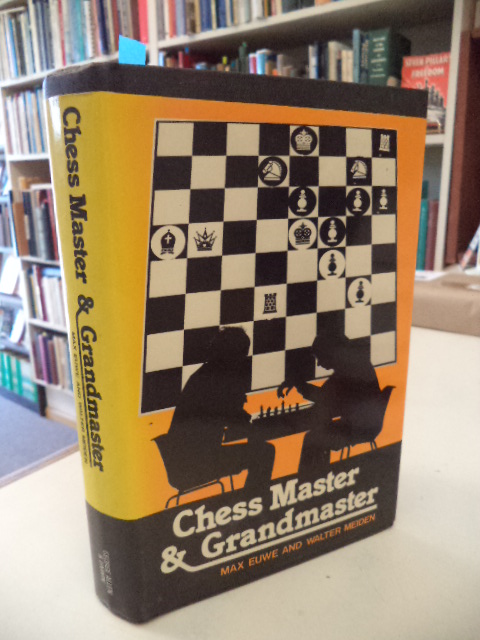 Chess Master & Grandmaster
MAX EUWE AND WALTER MEIDEN
Chess Master
& Grandmaster
MAX EUWE AND WALTER MEIDEN
SEVEN PILLARS
FREEDOM